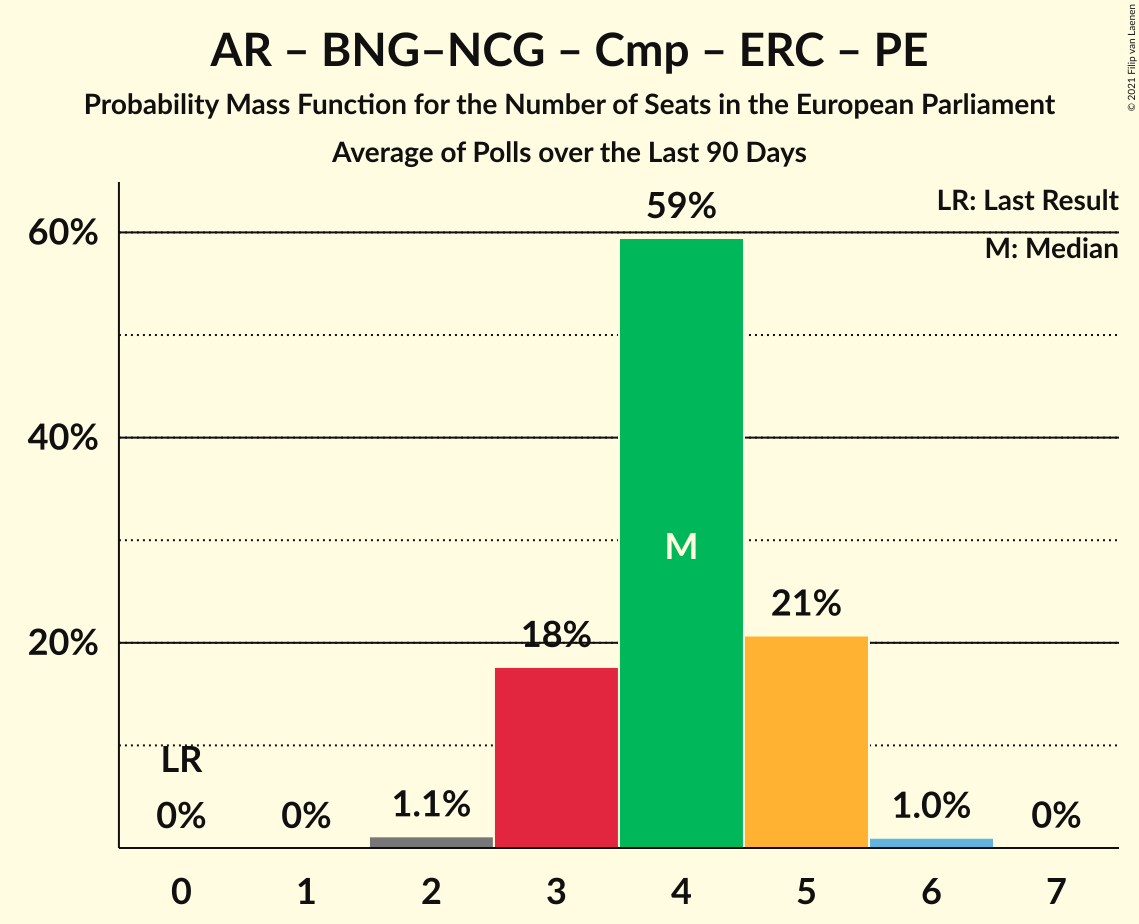 AR – BNG–NCG – Cmp – ERC – PE
Probability Mass Function for the Number of Seats in the European Parliament
Average of Polls over the Last 90 Days
© 2021 Filip van Laenen
LR: Last Result
M: Median
60%
40%
20%
59%
M
21%
18%
LR
0%
0%
1.1%
1.0%
0%
0
1
2
3
4
5
6
7